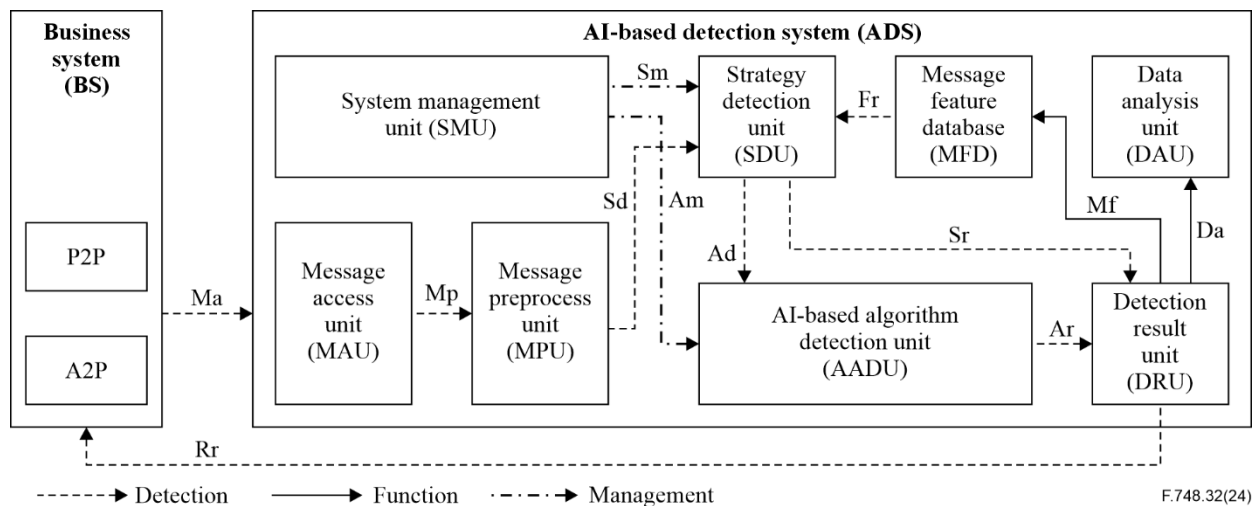 Business
system
(BS)
P2P
A2P
Ma
AI-based detection system (ADS)
System management
unit (SMU)
Sm
Strategy
detection
unit
(SDU)
Fr
Message
feature
database
(MFD)
Data
analysis
unit
(DAU)
Sd
Am
Ad
Sr
Mf
Da
Message
access
unit
(MAU)
Mp
Message
preprocess
unit
(MPU)
AI-based algorithm
detection unit
(AADU)
Ar
Detection
result
unit
(DRU)
Rr
Detection
Function
Management
F.748.32(24)